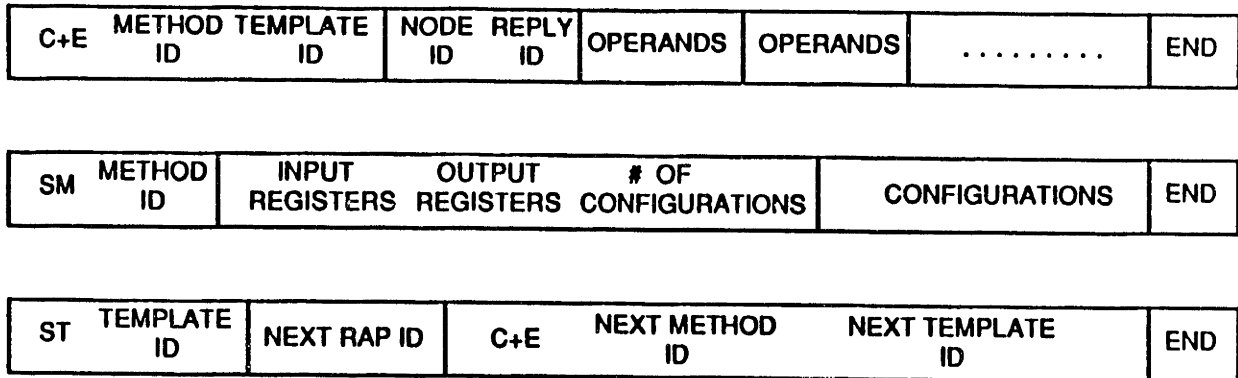 C+E METHOD ID TEMPLATE ID NODE ID REPLY ID OPERANDS OPERANDS ......... END
SM METHOD ID INPUT REGISTERS OUTPUT REGISTERS # OF CONFIGURATIONS CONFIGURATIONS END
ST TEMPLATE ID NEXT RAP ID C+E NEXT METHOD ID NEXT TEMPLATE ID END